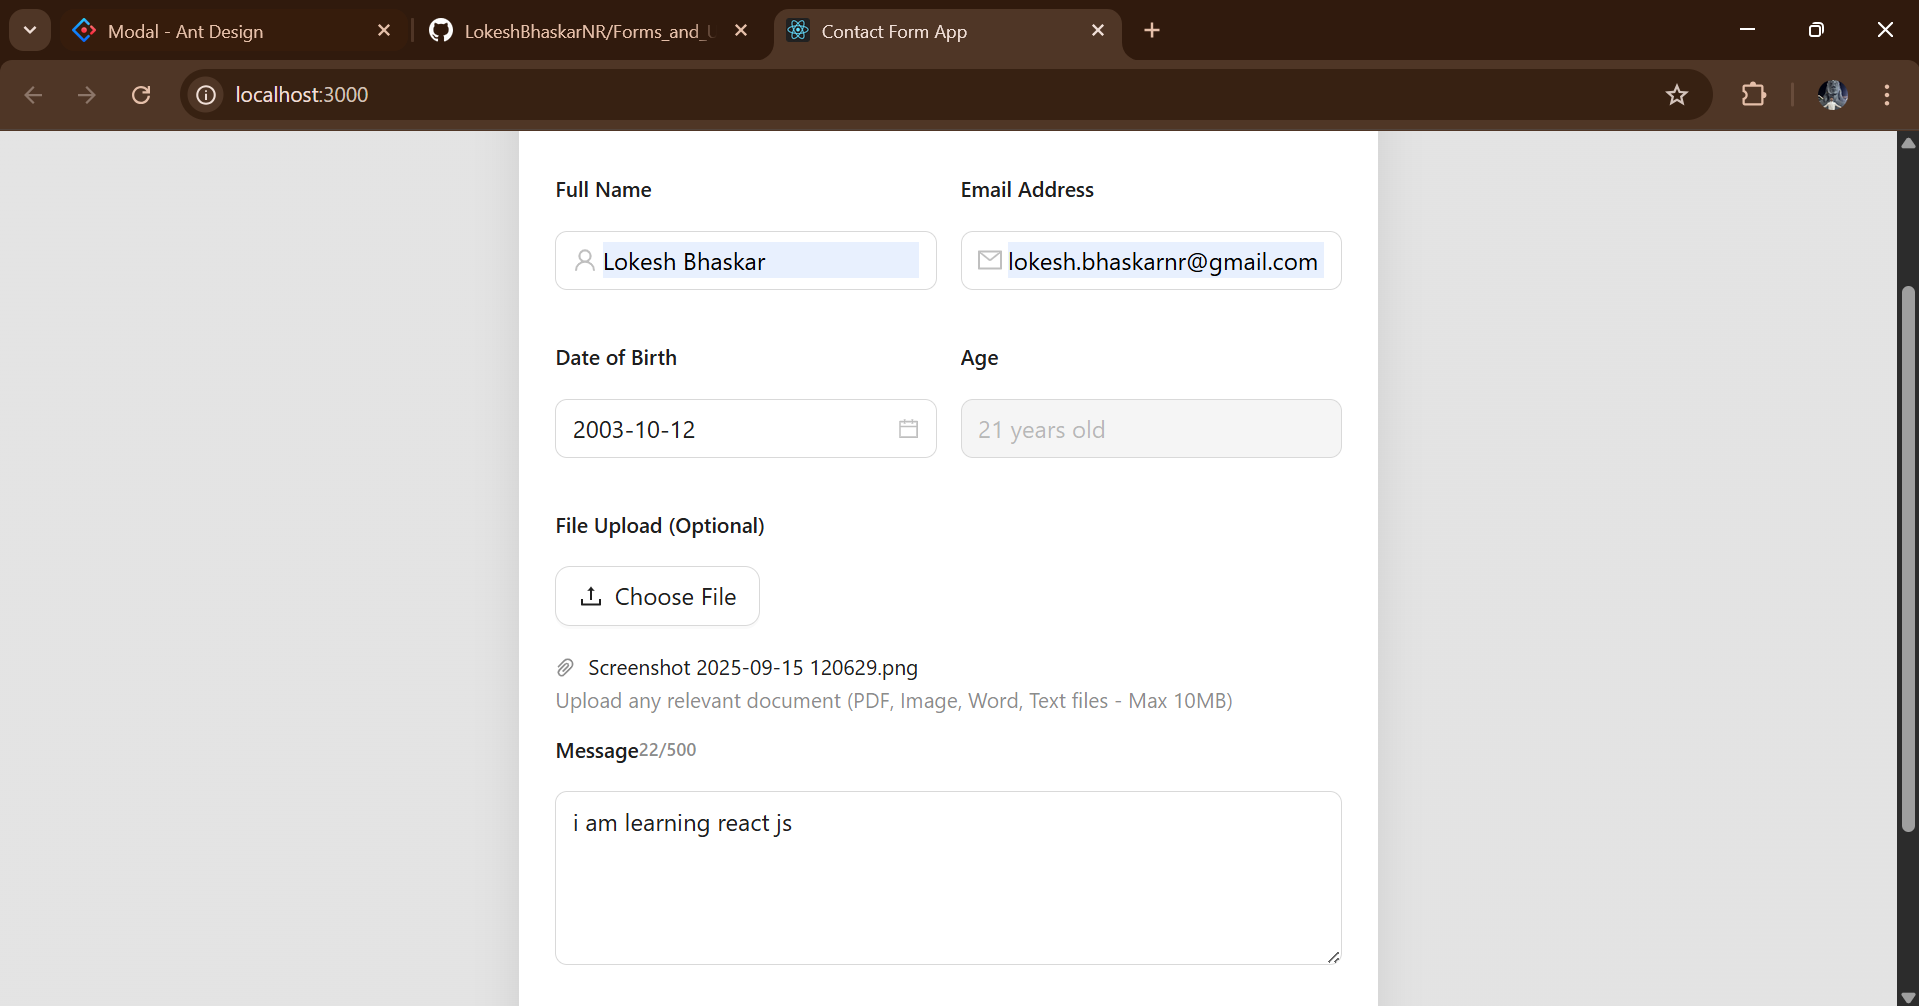 Modal - Ant Design
LokeshBhaskarNR/Forms_and_
Contact Form App
localhost:3000
Full Name
Email Address
Lokesh Bhaskar
lokesh.bhaskarnr@gmail.com
Date of Birth
Age
2003-10-12
21 years old
File Upload (Optional)
Choose File
Screenshot 2025-09-15 120629.png
Upload any relevant document (PDF, Image, Word, Text files - Max 10MB)
Message22/500
i am learning react js